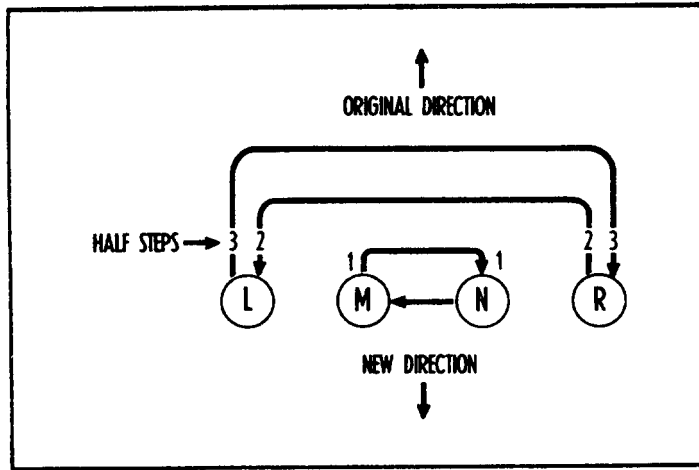 ORIGINAL DIRECTION
HALF STEPS 3 2 2 3
1 1
L M N R
NEW DIRECTION